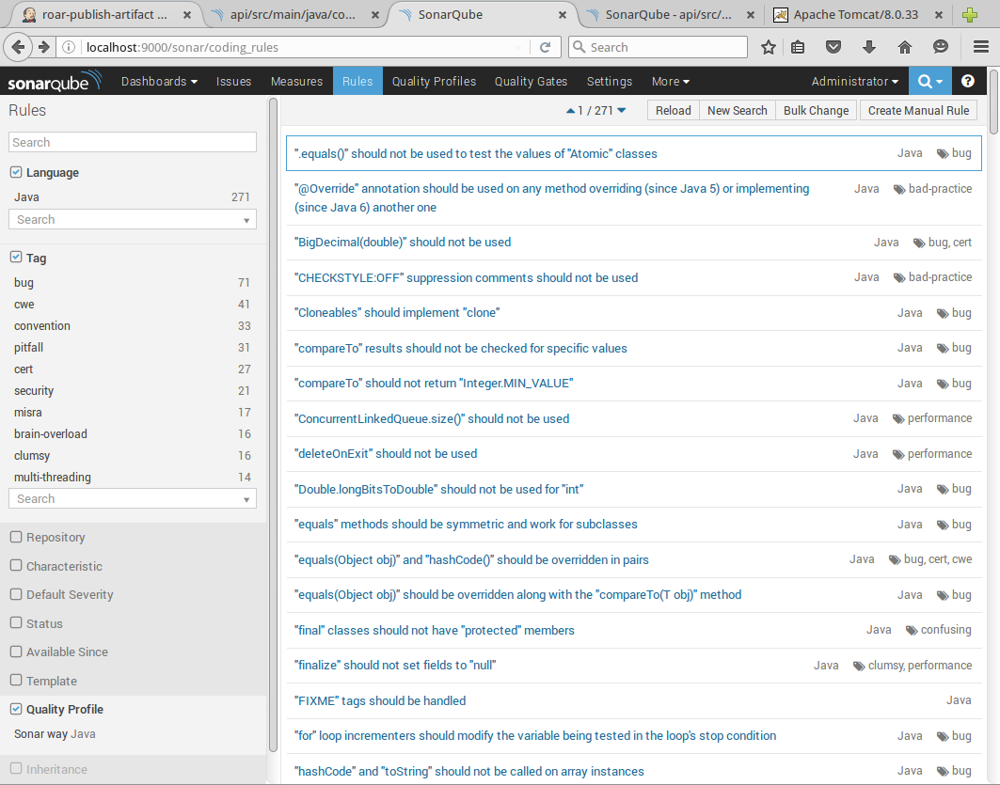 roar-publish-artifact ...
api/src/main/java/co...
SonarQube
SonarQube - api/src/...
Apache Tomcat/8.0.33
localhost:9000/sonar/coding_rules
Search
sonarqube
Dashboards
Issues
Measures
Rules
Quality Profiles
Quality Gates
Settings
More
Administrator
?
Rules
1 / 271
Reload
New Search
Bulk Change
Create Manual Rule
Search
Language
Java 271
Search
Tag
bug 71
cwe 41
convention 33
pitfall 31
cert 27
security 21
misra 17
brain-overload 16
clumsy 16
multi-threading 14
Search
Repository
Characteristic
Default Severity
Status
Available Since
Template
Quality Profile
Sonar way Java
Inheritance
".equals()" should not be used to test the values of "Atomic" classes Java bug
"@Override" annotation should be used on any method overriding (since Java 5) or implementing Java bad-practice
(since Java 6) another one
"BigDecimal(double)" should not be used Java bug, cert
"CHECKSTYLE:OFF" suppression comments should not be used Java bad-practice
"Cloneables" should implement "clone" Java bug
"compareTo" results should not be checked for specific values Java bug
"compareTo" should not return "Integer.MIN_VALUE" Java bug
"ConcurrentLinkedQueue.size()" should not be used Java performance
"deleteOnExit" should not be used Java performance
"Double.longBitsToDouble" should not be used for "int" Java bug
"equals" methods should be symmetric and work for subclasses Java bug
"equals(Object obj)" and "hashCode()" should be overridden in pairs Java bug, cert, cwe
"equals(Object obj)" should be overridden along with the "compareTo(T obj)" method Java bug
"final" classes should not have "protected" members Java confusing
"finalize" should not set fields to "null" Java clumsy, performance
"FIXME" tags should be handled Java
"for" loop incrementers should modify the variable being tested in the loop's stop condition Java bug
"hashCode" and "toString" should not be called on array instances Java bug